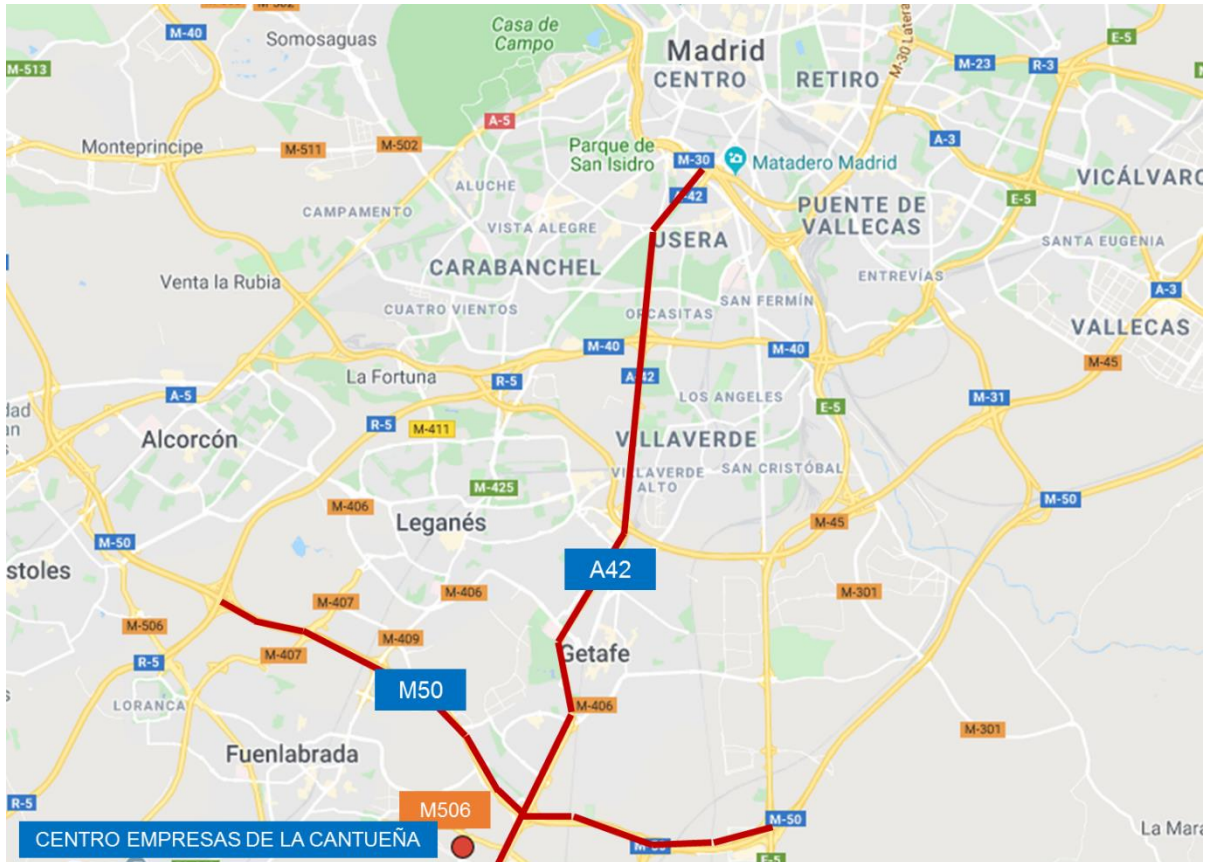 M-40
Somosaguas
Casa de
Campo
Madrid
CENTRO
RETIRO
M-30 Lateral
E-5
M-23
R-3
M-513
A-5
Monteprincipe
M-511
M-502
Parque de
San Isidro
M-30
Matadero Madrid
A-3
VICÁLVARO
ALUCHE
A-42
CAMPAMENTO
VISTA ALEGRE
USERA
PUENTE DE
VALLECAS
E-5
SANTA EUGENIA
CARABANCHEL
Venta la Rubia
ENTREVÍAS
A-3
CUATRO VIENTOS
ORCASITAS
SAN FERMÍN
VALLECAS
M-40
M-40
M-45
La Fortuna
R-5
A-42
A-5
LOS ANGELES
M-31
E-5
Alcorcón
R-5
M-411
VILLAVERDE
VILLAVERDE
ALTO
SAN CRISTÓBAL
M-425
M-406
M-50
Leganés
M-45
M-50
A42
stoles
M-406
M-301
M-407
M-506
M-409
Getafe
R-5
M-407
M50
LORANCA
M-406
M-301
Fuenlabrada
R-5
M506
M-50
CENTRO EMPRESAS DE LA CANTUEÑA
La Mara
E-5